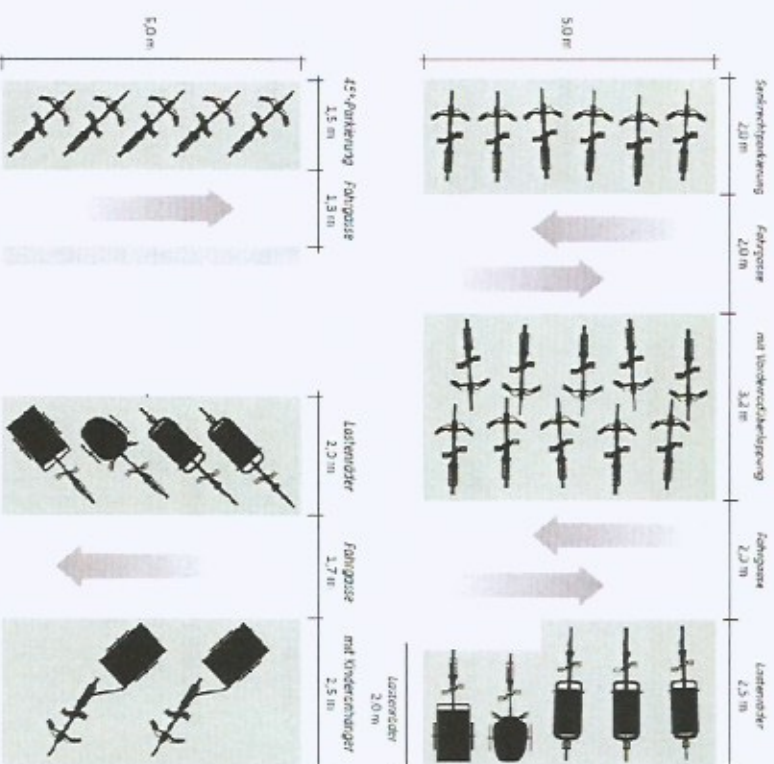 5,0 m
Senkrechtparkierung
2,0 m
Fahrgasse
2,0 m
mit Vorderradüberlappung
3,2 m
Fahrgasse
2,0 m
Lastenräder
2,5 m
Lastenräder
2,0 m
5,0 m
45°-Parkierung
1,5 m
Fahrgasse
1,3 m
Lastenräder
2,0 m
Fahrgasse
1,7 m
mit Kinderanhänger
2,5 m